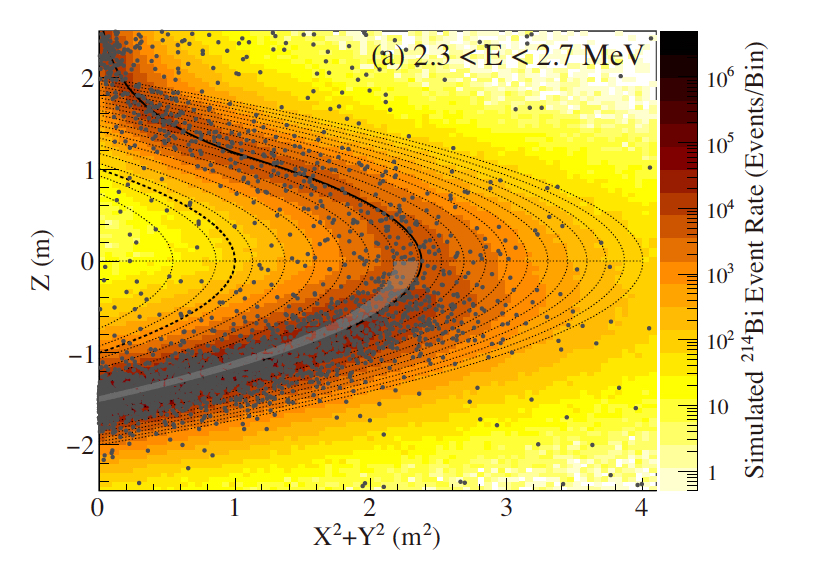 (a) 2.3 < E < 2.7 MeV
Z (m)
2
1
0
−1
−2
0 1 2 3 4
X²+Y² (m²)
10⁶
10⁵
10⁴
10³
10²
10
1
Simulated ²¹⁴Bi Event Rate (Events/Bin)